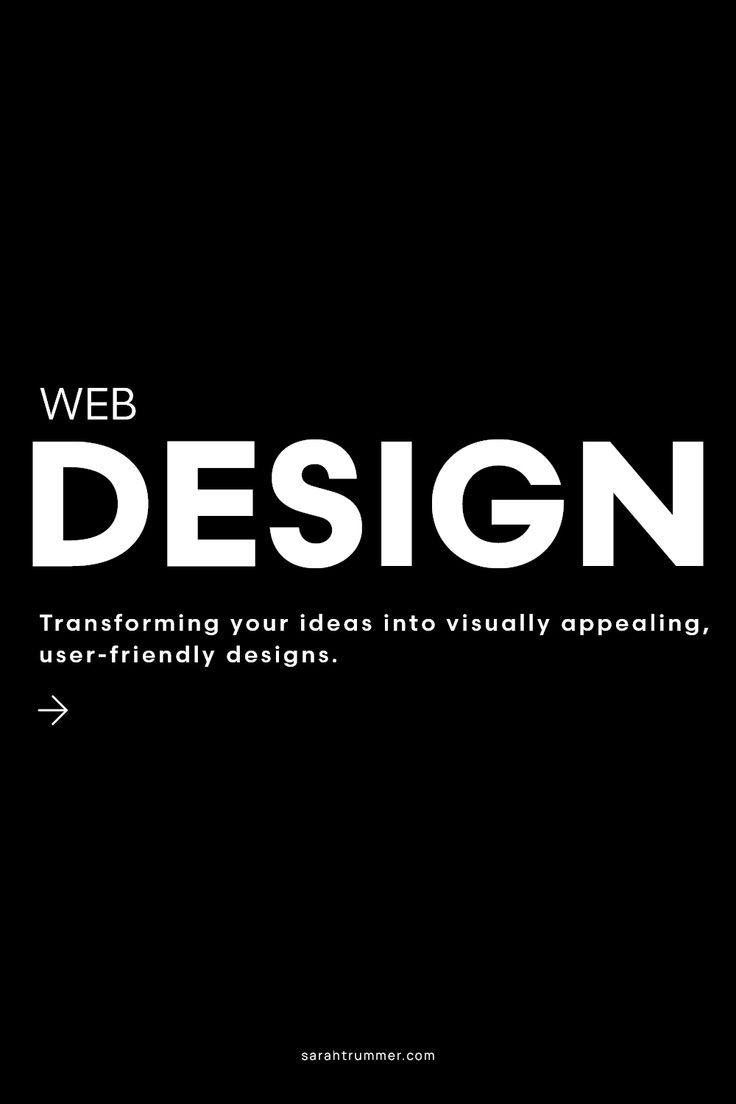 WEB
DESIGN
Transforming your ideas into visually appealing,
user-friendly designs.
sarahtrummer.com